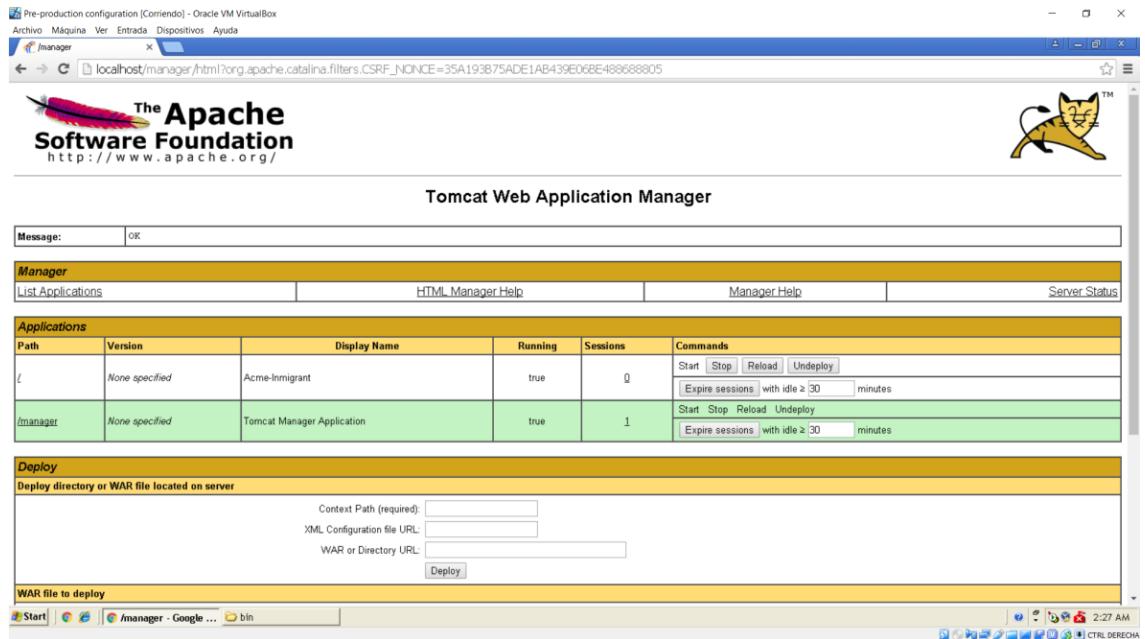 Pre-production configuration [Corriendo] - Oracle VM VirtualBox
Archivo Máquina Ver Entrada Dispositivos Ayuda
/manager
localhost/manager/html?org.apache.catalina.filters.CSRF_NONCE=35A193B75ADE1AB439E06BE488688805
The Apache
Software Foundation
http://www.apache.org/
TM
Tomcat Web Application Manager
Message: OK
Manager
List Applications HTML Manager Help Manager Help Server Status
Applications
Path Version Display Name Running Sessions Commands
/ None specified Acme-Inmigrant true 0 Start Stop Reload Undeploy
Expire sessions with idle ≥ 30 minutes
/manager None specified Tomcat Manager Application true 1 Start Stop Reload Undeploy
Expire sessions with idle ≥ 30 minutes
Deploy
Deploy directory or WAR file located on server
Context Path (required):
XML Configuration file URL:
WAR or Directory URL:
Deploy
WAR file to deploy
Start /manager - Google ... bin 2:27 AM
CTRL DERECHA